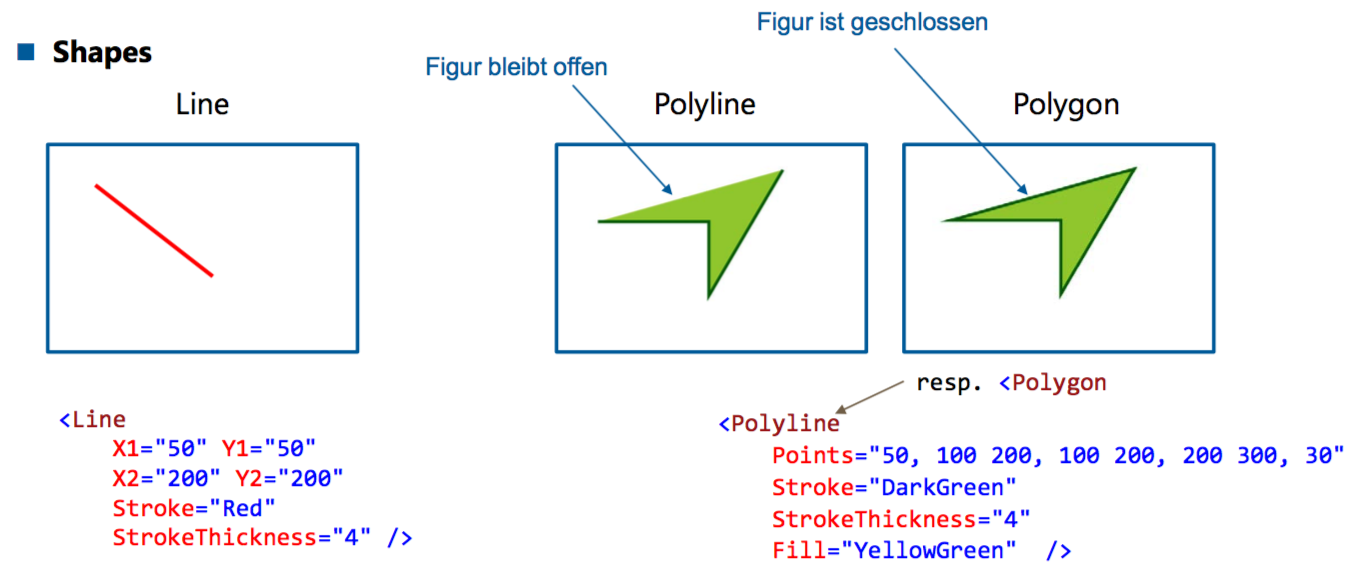 Figur ist geschlossen
■ Shapes
Figur bleibt offen
Line
Polyline
Polygon
resp. <Polygon
<Line
X1="50" Y1="50"
X2="200" Y2="200"
Stroke="Red"
StrokeThickness="4" />
<Polyline
Points="50, 100 200, 100 200, 200 300, 30"
Stroke="DarkGreen"
StrokeThickness="4"
Fill="YellowGreen" />